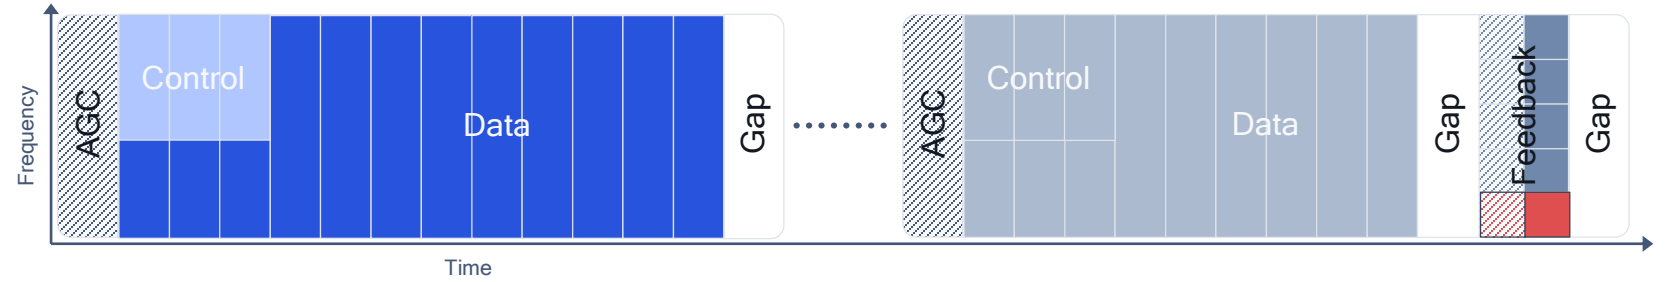 Frequency
AGC
Control
Data
Gap
AGC
Control
Data
Gap
Feedback
Gap
Time